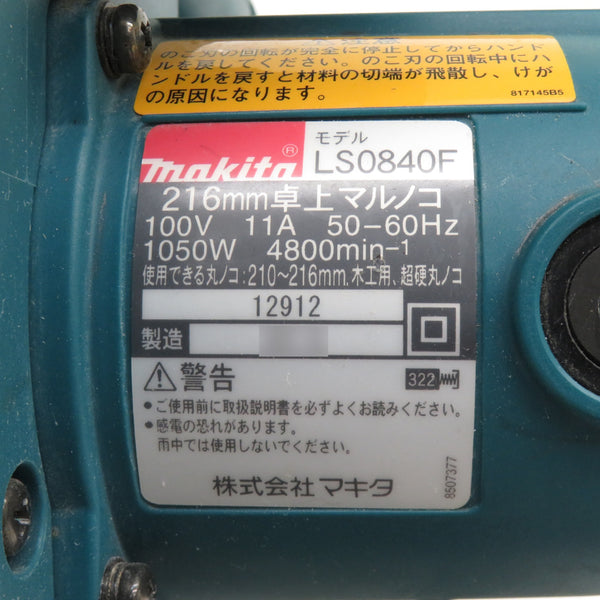 のこ刃の回転が完全に停止してからハンド
ルを戻してください。のこ刃の回転中にハ
ンドルを戻すと材料の切端が飛散し、けが
の原因になります。
817145B5
makita®
モデル
LS0840F
216mm卓上マルノコ
100V 11A 50-60Hz
1050W 4800min-1
使用できる丸ノコ:210～216mm.木工用、超硬丸ノコ
12912
製造
警告
322
●ご使用前に取扱説明書を必ずよくお読みください。
●感電の恐れがあります。
雨中では使用しないでください。
株式会社マキタ
8507377